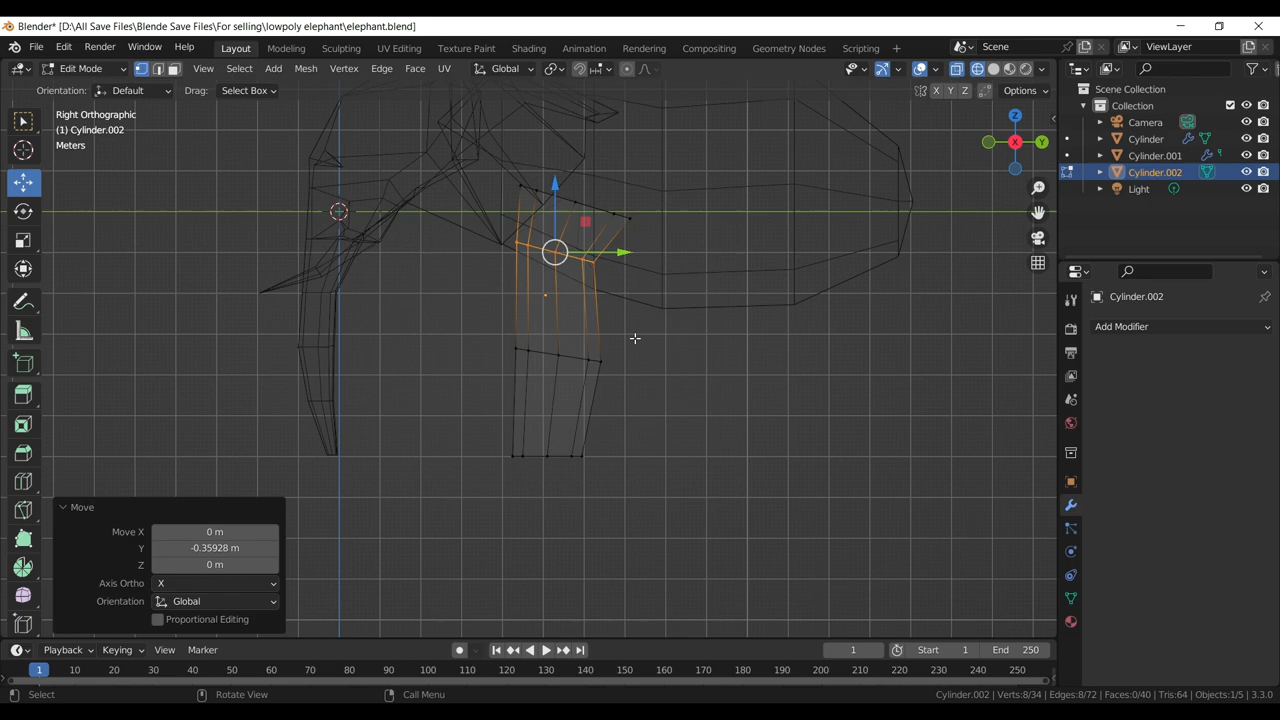 Blender* [D:\All Save Files\Blende Save Files\For selling\lowpoly elephant\elephant.blend]
File Edit Render Window Help Layout Modeling Sculpting UV Editing Texture Paint Shading Animation Rendering Compositing Geometry Nodes Scripting + Scene ViewLayer
Edit Mode View Select Add Mesh Vertex Edge Face UV Global
Orientation: Default Drag: Select Box X Y Z Options
Scene Collection
Collection
Camera
Cylinder
Cylinder.001
Cylinder.002
Light
Right Orthographic
(1) Cylinder.002
Meters
Z
X
Y
Cylinder.002
Add Modifier
Move
Move X 0 m
Y -0.35928 m
Z 0 m
Axis Ortho X
Orientation Global
Proportional Editing
Playback Keying View Marker 1 Start 1 End 250
1 10 20 30 40 50 60 70 80 90 100 110 120 130 140 150 160 170 180 190 200 210 220 230 240 250
Select Rotate View Call Menu Cylinder.002 | Verts:8/34 | Edges:8/72 | Faces:0/40 | Tris:64 | Objects:1/5 | 3.3.0